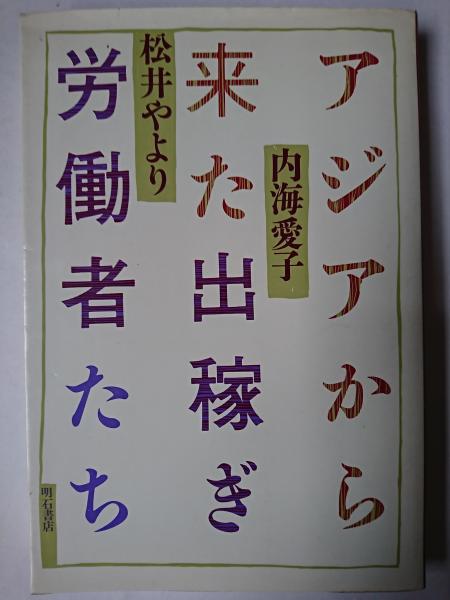 アジアから
来た出稼ぎ
労働者たち
内海愛子
松井やより
明石書店